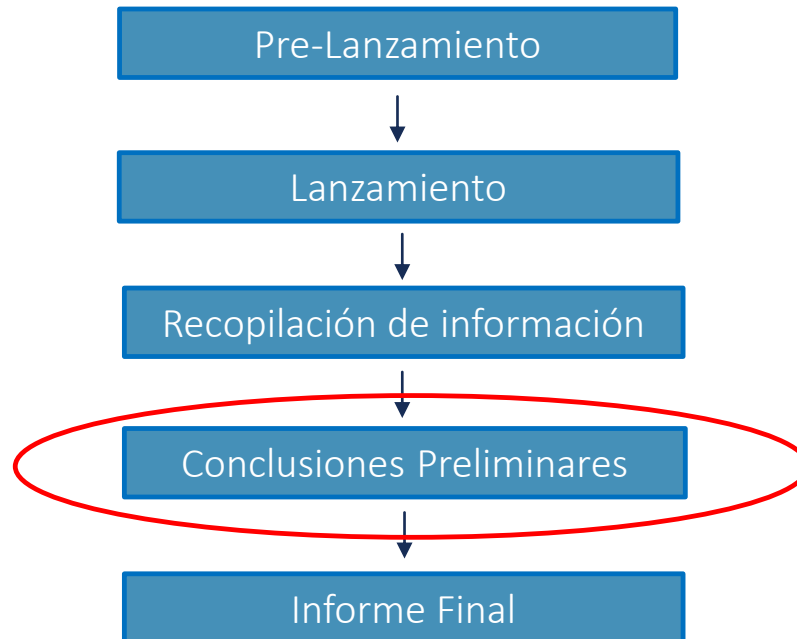 Pre-Lanzamiento
Lanzamiento
Recopilación de información
Conclusiones Preliminares
Informe Final